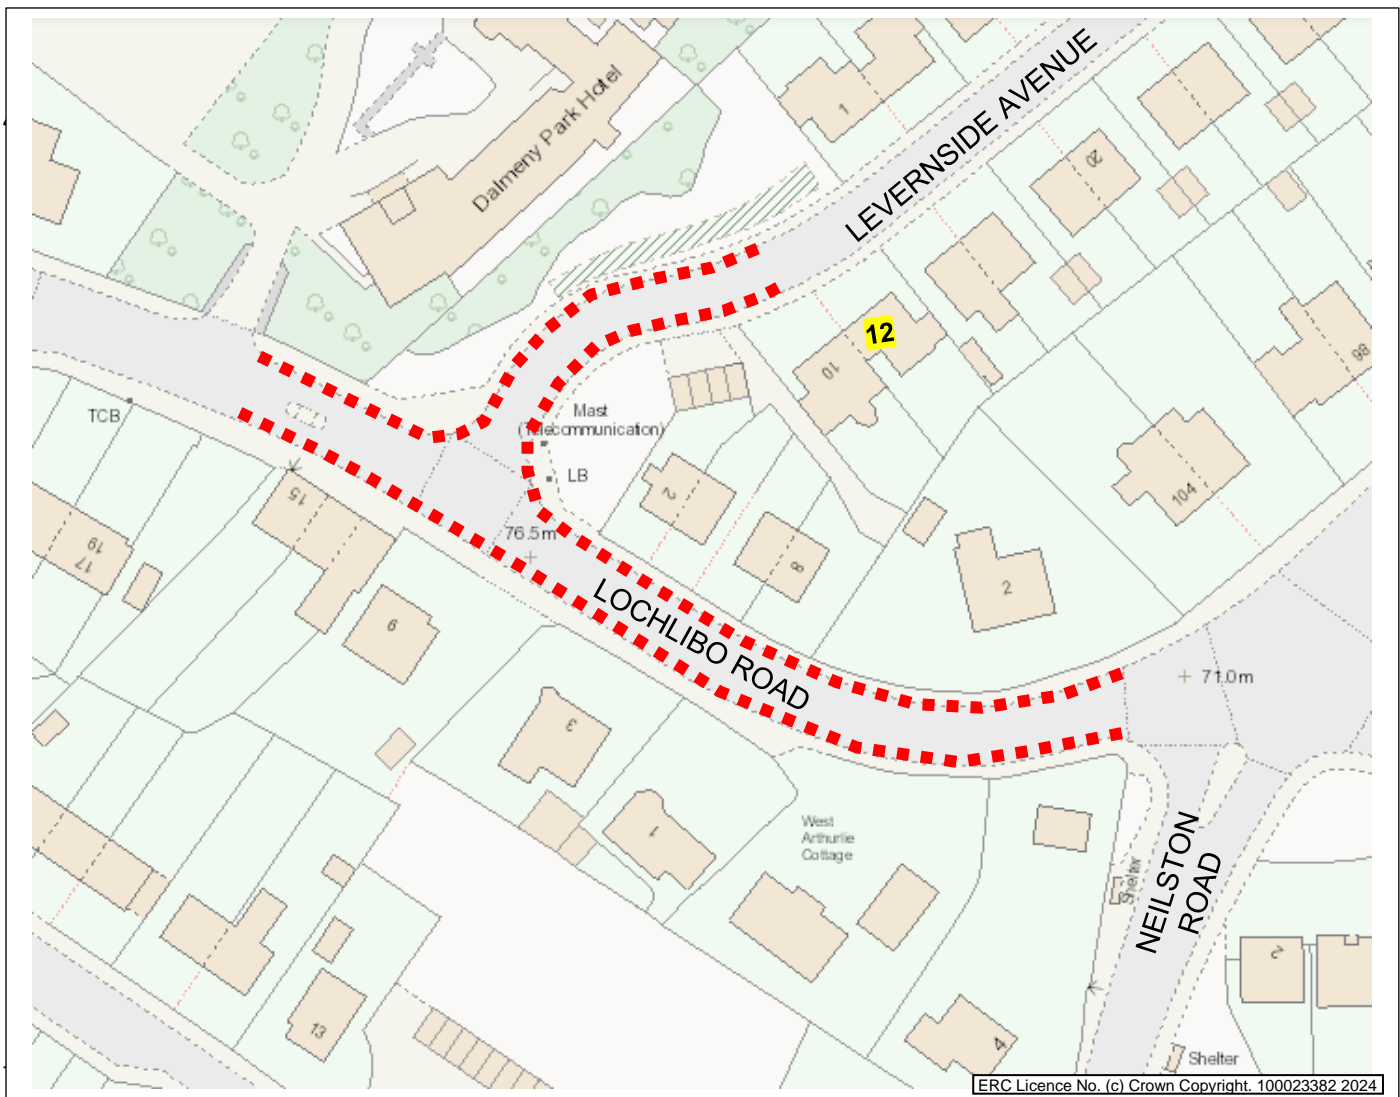 LEVERNSIDE AVENUE
Dalmeny Park Hotel
1
20
12
10
98
TCB
Mast
(Telecommunication)
LB
104
15
2
76.5m
8
19
17
2
9
LOCHLIBO ROAD
71.0m
3
1
West
Arthurlie
Cottage
NEILSTON
ROAD
Shelter
2
13
4
Shelter
ERC Licence No. (c) Crown Copyright. 100023382 2024